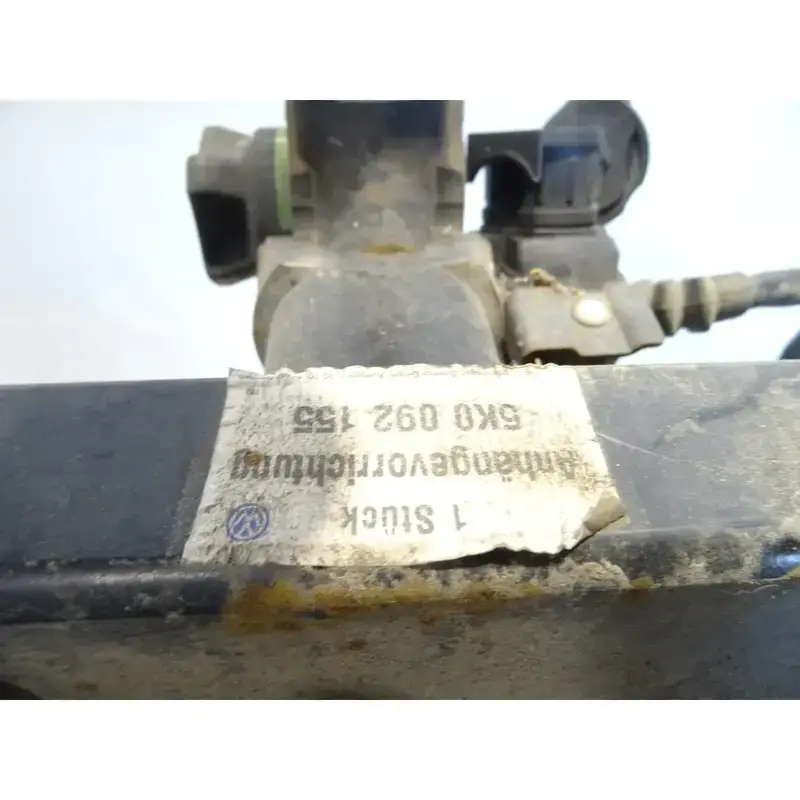 1 Stück
Anhängevorrichtung
5K0 092 155